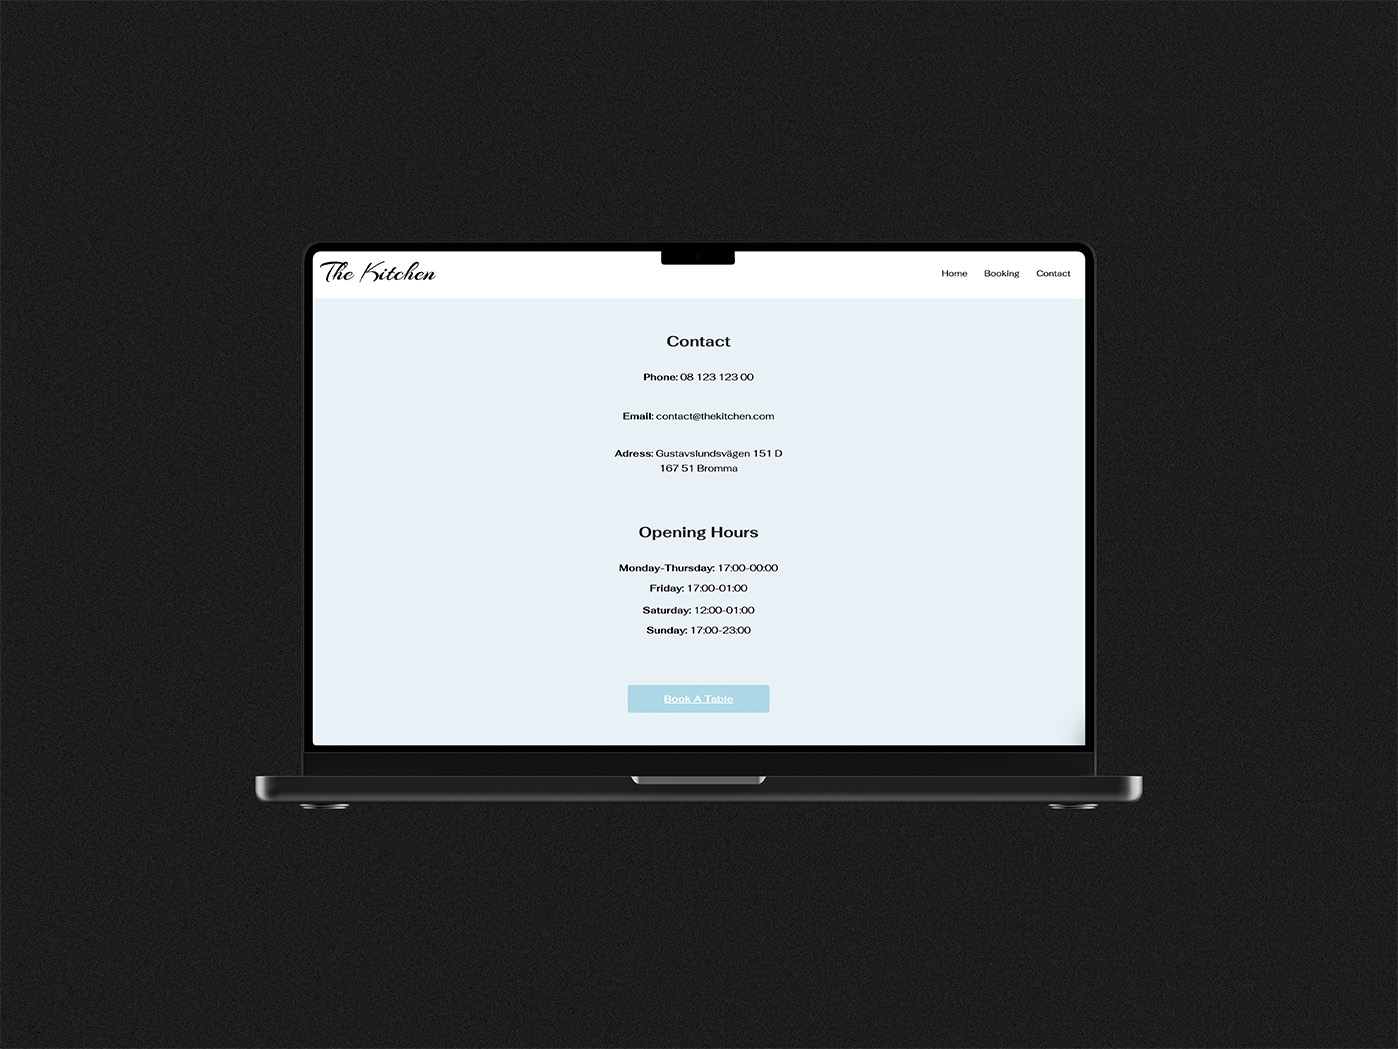 The Kitchen
Home Booking Contact
Contact
Phone: 08 123 123 00
Email: contact@thekitchen.com
Adress: Gustavslundsvägen 151 D
167 51 Bromma
Opening Hours
Monday-Thursday: 17:00-00:00
Friday: 17:00-01:00
Saturday: 12:00-01:00
Sunday: 17:00-23:00
Book A Table